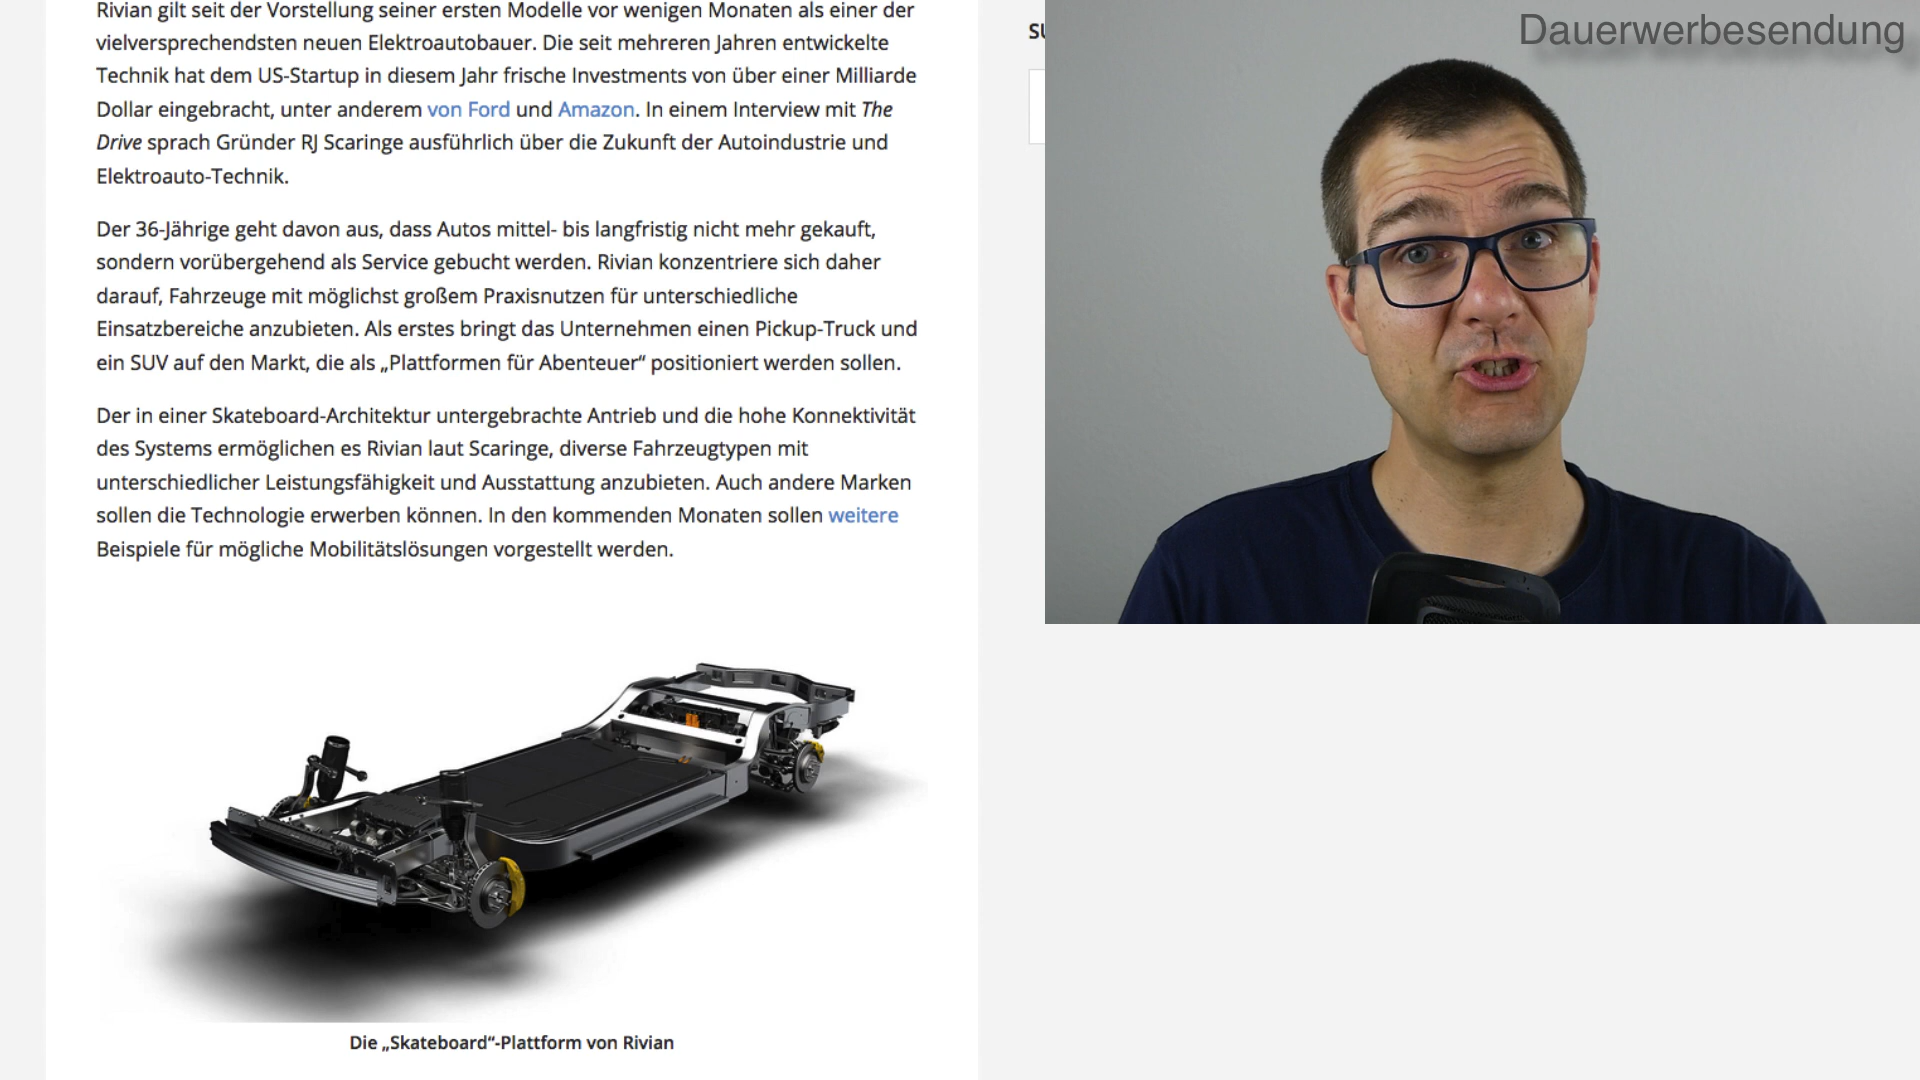 Rivian gilt seit der Vorstellung seiner ersten Modelle vor wenigen Monaten als einer der
vielversprechendsten neuen Elektroautobauer. Die seit mehreren Jahren entwickelte
Technik hat dem US-Startup in diesem Jahr frische Investments von über einer Milliarde
Dollar eingebracht, unter anderem von Ford und Amazon. In einem Interview mit The
Drive sprach Gründer RJ Scaringe ausführlich über die Zukunft der Autoindustrie und
Elektroauto-Technik.
Der 36-Jährige geht davon aus, dass Autos mittel- bis langfristig nicht mehr gekauft,
sondern vorübergehend als Service gebucht werden. Rivian konzentriere sich daher
darauf, Fahrzeuge mit möglichst großem Praxisnutzen für unterschiedliche
Einsatzbereiche anzubieten. Als erstes bringt das Unternehmen einen Pickup-Truck und
ein SUV auf den Markt, die als „Plattformen für Abenteuer“ positioniert werden sollen.
Der in einer Skateboard-Architektur untergebrachte Antrieb und die hohe Konnektivität
des Systems ermöglichen es Rivian laut Scaringe, diverse Fahrzeugtypen mit
unterschiedlicher Leistungsfähigkeit und Ausstattung anzubieten. Auch andere Marken
sollen die Technologie erwerben können. In den kommenden Monaten sollen weitere
Beispiele für mögliche Mobilitätslösungen vorgestellt werden.
Die „Skateboard“-Plattform von Rivian
Dauerwerbesendung